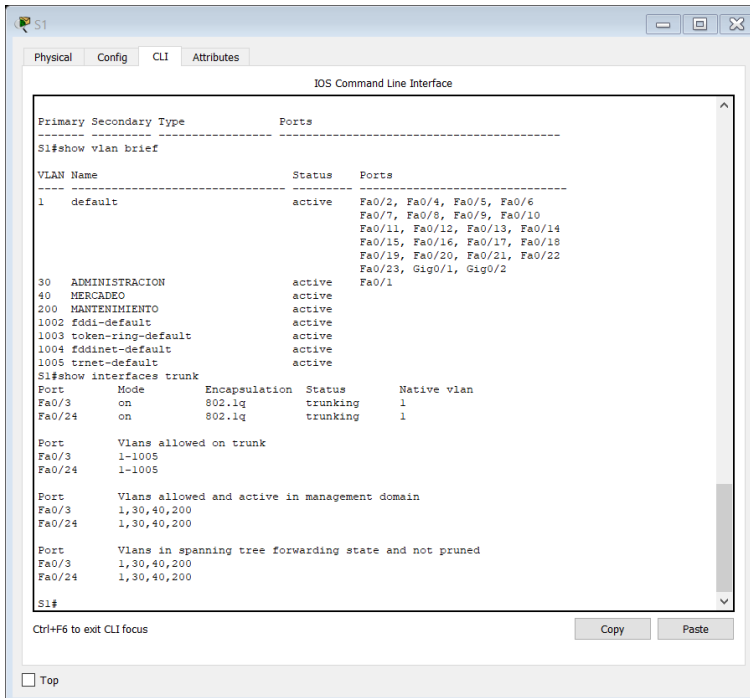 S1
Physical Config CLI Attributes
IOS Command Line Interface
Primary Secondary Type Ports
------- --------- ----------------- ------------------------------------------
S1#show vlan brief
VLAN Name Status Ports
---- -------------------------------- --------- -------------------------------
1 default active Fa0/2, Fa0/4, Fa0/5, Fa0/6
Fa0/7, Fa0/8, Fa0/9, Fa0/10
Fa0/11, Fa0/12, Fa0/13, Fa0/14
Fa0/15, Fa0/16, Fa0/17, Fa0/18
Fa0/19, Fa0/20, Fa0/21, Fa0/22
Fa0/23, Gig0/1, Gig0/2
30 ADMINISTRACION active Fa0/1
40 MERCADEO active
200 MANTENIMIENTO active
1002 fddi-default active
1003 token-ring-default active
1004 fddinet-default active
1005 trnet-default active
S1#show interfaces trunk
Port Mode Encapsulation Status Native vlan
Fa0/3 on 802.1q trunking 1
Fa0/24 on 802.1q trunking 1
Port Vlans allowed on trunk
Fa0/3 1-1005
Fa0/24 1-1005
Port Vlans allowed and active in management domain
Fa0/3 1,30,40,200
Fa0/24 1,30,40,200
Port Vlans in spanning tree forwarding state and not pruned
Fa0/3 1,30,40,200
Fa0/24 1,30,40,200
S1#
Ctrl+F6 to exit CLI focus
Copy Paste
Top